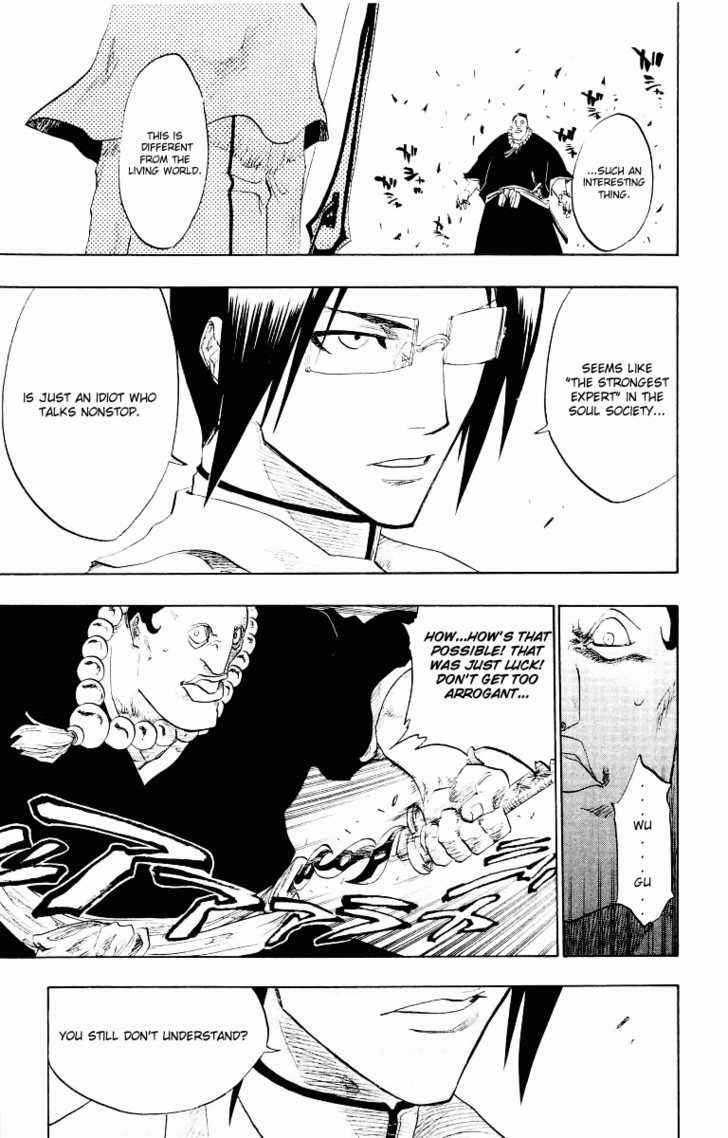 ...SUCH AN
INTERESTING
THING.
THIS IS
DIFFERENT
FROM THE
LIVING WORLD.
SEEMS LIKE
"THE STRONGEST
EXPERT" IN THE
SOUL SOCIETY...
IS JUST AN IDIOT WHO
TALKS NONSTOP.
WU
GU
HOW...HOW'S THAT
POSSIBLE! THAT
WAS JUST LUCK!
DON'T GET TOO
ARROGANT...
YOU STILL DON'T UNDERSTAND?